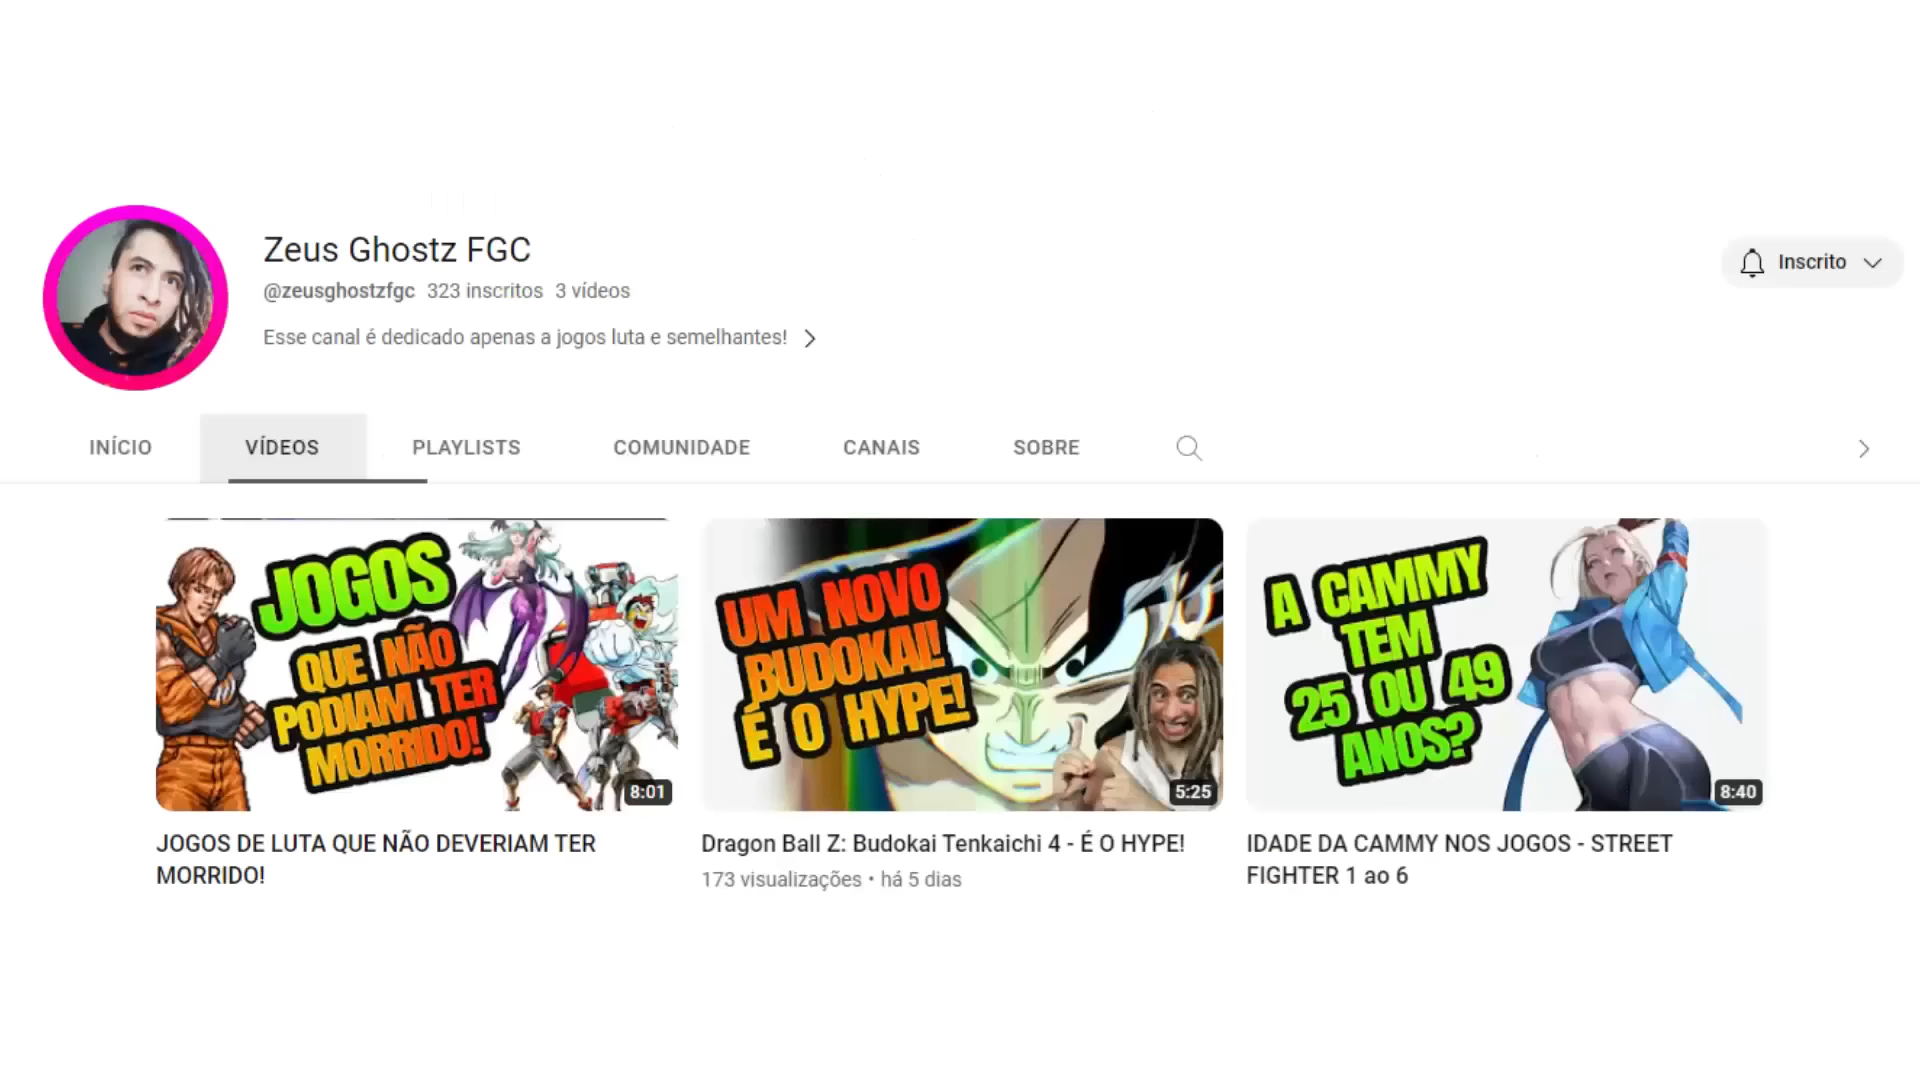 Zeus Ghostz FGC
@zeusghostzfgc 323 inscritos 3 vídeos
Esse canal é dedicado apenas a jogos luta e semelhantes!
Inscrito
INÍCIO VÍDEOS PLAYLISTS COMUNIDADE CANAIS SOBRE
JOGOS
QUE NÃO
PODIAM TER
MORRIDO!
8:01
UM NOVO
BUDOKAI!
É O HYPE!
5:25
A CAMMY
TEM
25 OU 49
ANOS?
8:40
JOGOS DE LUTA QUE NÃO DEVERIAM TER
MORRIDO!
Dragon Ball Z: Budokai Tenkaichi 4 - É O HYPE!
173 visualizações • há 5 dias
IDADE DA CAMMY NOS JOGOS - STREET
FIGHTER 1 ao 6